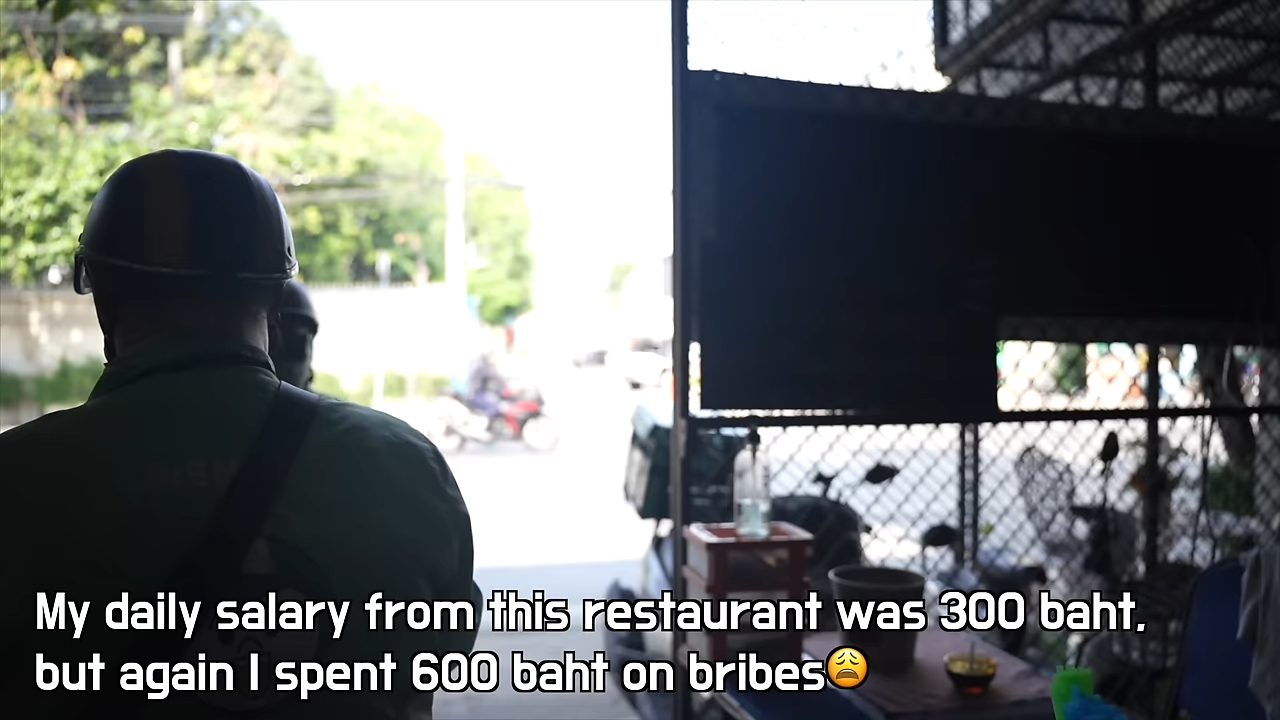 My daily salary from this restaurant was 300 baht,
but again I spent 600 baht on bribes😩